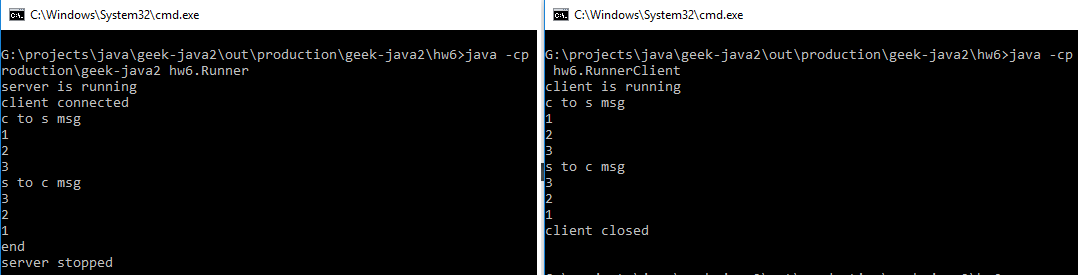 C:\Windows\System32\cmd.exe
G:\projects\java\geek-java2\out\production\geek-java2\hw6>java -cp
roduction\geek-java2 hw6.Runner
server is running
client connected
c to s msg
1
2
3
s to c msg
3
2
1
end
server stopped
C:\Windows\System32\cmd.exe
G:\projects\java\geek-java2\out\production\geek-java2\hw6>java -cp
hw6.RunnerClient
client is running
c to s msg
1
2
3
s to c msg
3
2
1
client closed